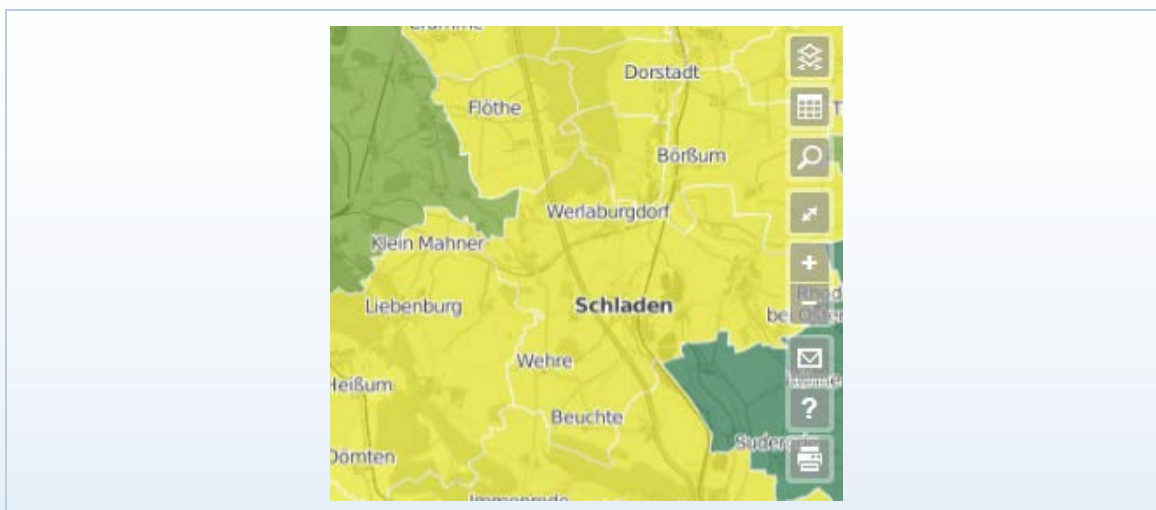 Dorstadt
Flöthe
Börßum
Werlaburgdorf
Klein Mahner
Liebenburg
Schladen
Wehre
Heißum
Beuchte
Dömten
?